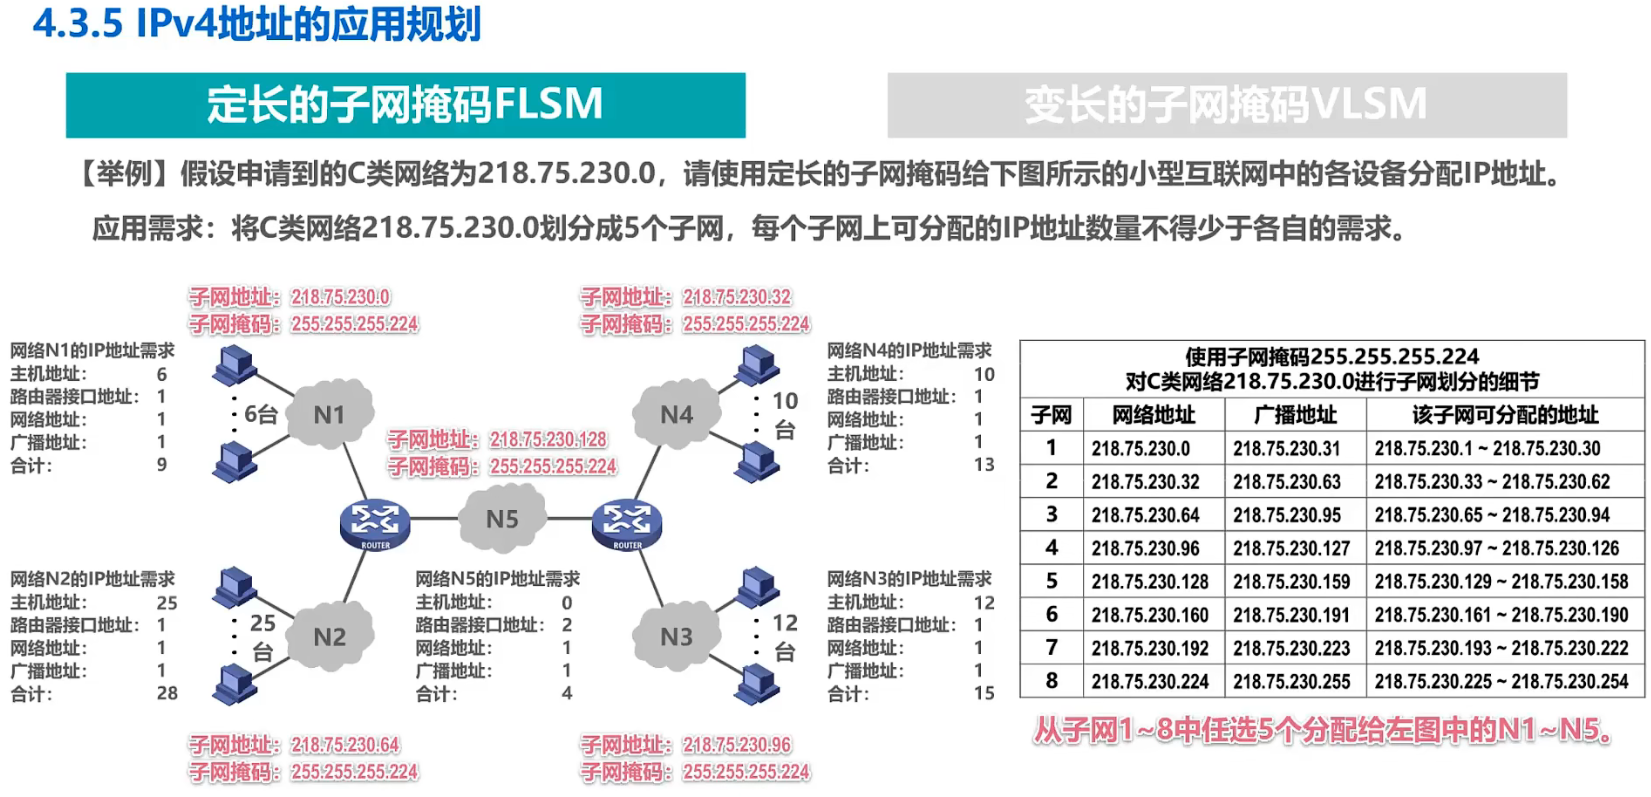 4.3.5 IPv4地址的应用规划
定长的子网掩码FLSM
变长的子网掩码VLSM
【举例】假设申请到的C类网络为218.75.230.0，请使用定长的子网掩码给下图所示的小型互联网中的各设备分配IP地址。
应用需求：将C类网络218.75.230.0划分成5个子网，每个子网上可分配的IP地址数量不得少于各自的需求。
子网地址：218.75.230.0
子网掩码：255.255.255.224
网络N1的IP地址需求
主机地址： 6
路由器接口地址： 1
网络地址： 1
广播地址： 1
合计： 9
6台
N1
子网地址：218.75.230.32
子网掩码：255.255.255.224
网络N4的IP地址需求
主机地址： 10
路由器接口地址： 1
网络地址： 1
广播地址： 1
合计： 13
N4
10
台
子网地址：218.75.230.128
子网掩码：255.255.255.224
N5
ROUTER
ROUTER
网络N2的IP地址需求
主机地址： 25
路由器接口地址： 1
网络地址： 1
广播地址： 1
合计： 28
25
台
N2
网络N5的IP地址需求
主机地址： 0
路由器接口地址： 2
网络地址： 1
广播地址： 1
合计： 4
N3
12
台
网络N3的IP地址需求
主机地址： 12
路由器接口地址： 1
网络地址： 1
广播地址： 1
合计： 15
子网地址：218.75.230.64
子网掩码：255.255.255.224
子网地址：218.75.230.96
子网掩码：255.255.255.224
使用子网掩码255.255.255.224
对C类网络218.75.230.0进行子网划分的细节
子网 网络地址 广播地址 该子网可分配的地址
1 218.75.230.0 218.75.230.31 218.75.230.1 ~ 218.75.230.30
2 218.75.230.32 218.75.230.63 218.75.230.33 ~ 218.75.230.62
3 218.75.230.64 218.75.230.95 218.75.230.65 ~ 218.75.230.94
4 218.75.230.96 218.75.230.127 218.75.230.97 ~ 218.75.230.126
5 218.75.230.128 218.75.230.159 218.75.230.129 ~ 218.75.230.158
6 218.75.230.160 218.75.230.191 218.75.230.161 ~ 218.75.230.190
7 218.75.230.192 218.75.230.223 218.75.230.193 ~ 218.75.230.222
8 218.75.230.224 218.75.230.255 218.75.230.225 ~ 218.75.230.254
从子网1~8中任选5个分配给左图中的N1~N5。